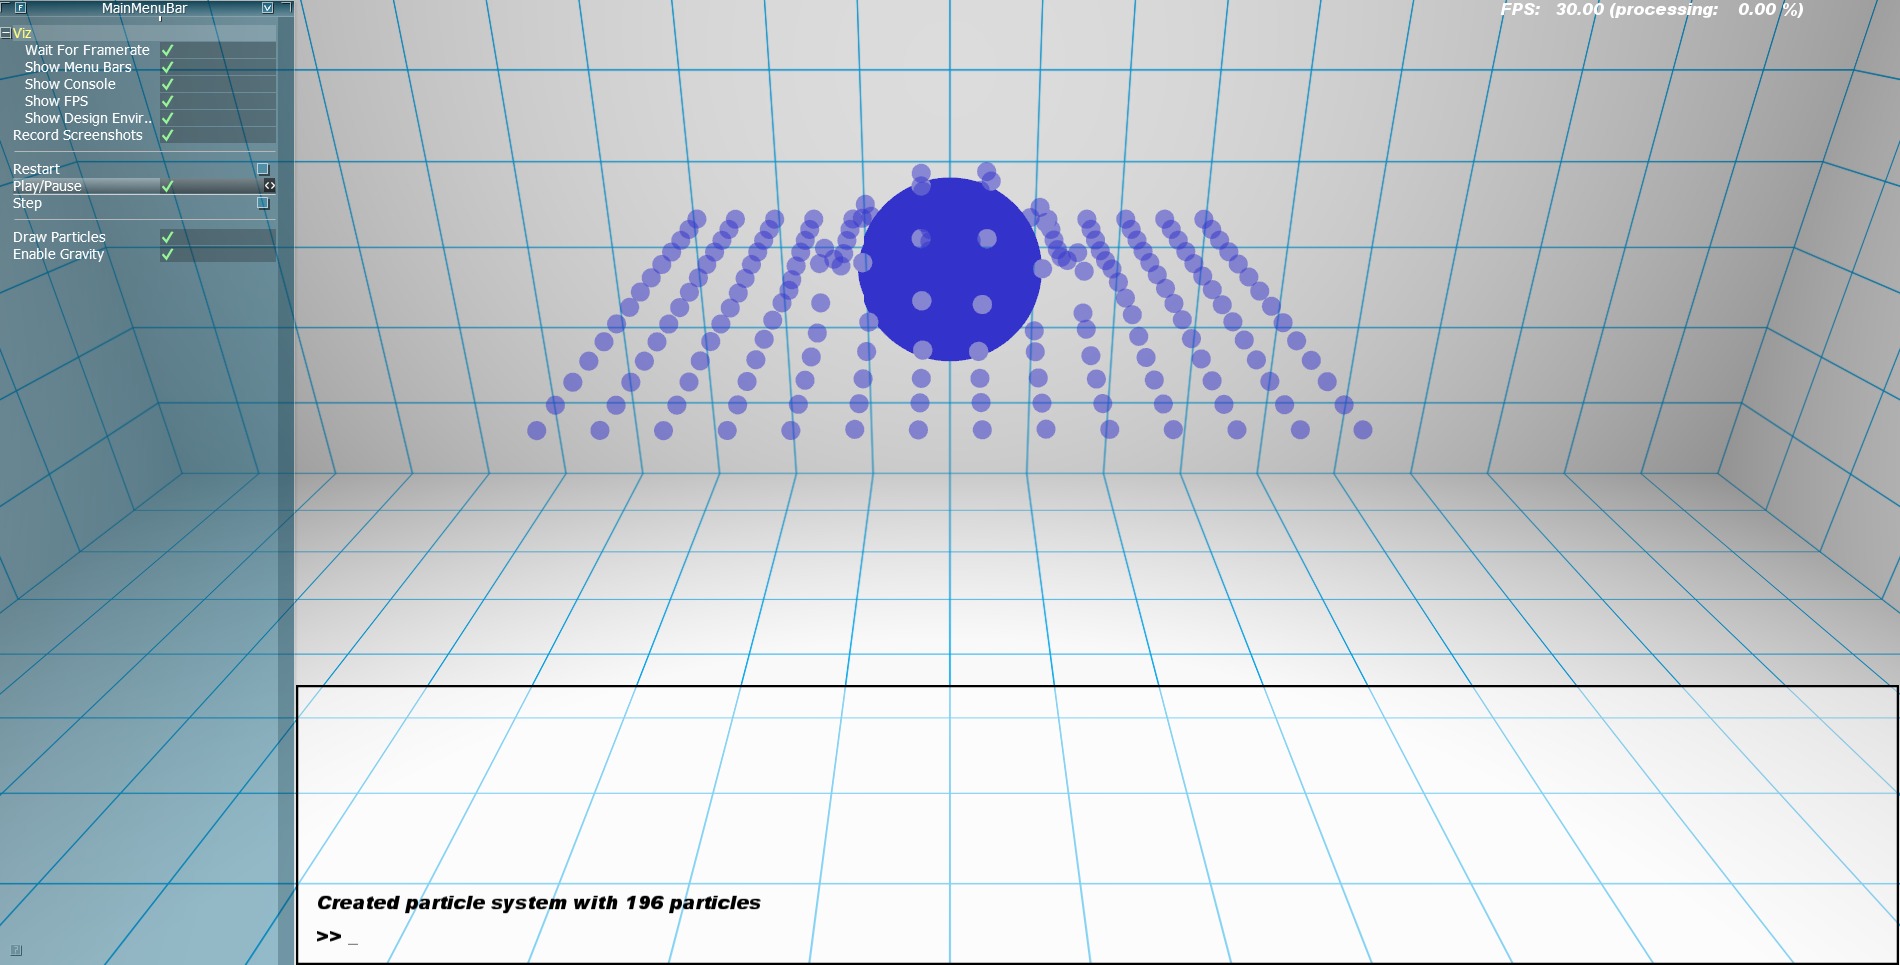 MainMenuBar
FPS: 30.00 (processing: 0.00 %)
Viz
Wait For Framerate
Show Menu Bars
Show Console
Show FPS
Show Design Envir..
Record Screenshots
Restart
Play/Pause
Step
Draw Particles
Enable Gravity
Created particle system with 196 particles
>> _